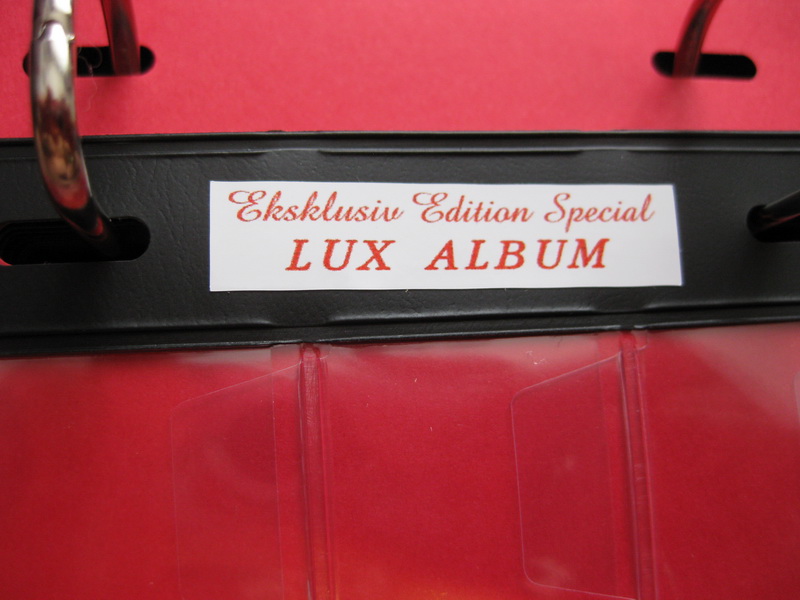 Eksklusiv Edition Special
LUX ALBUM